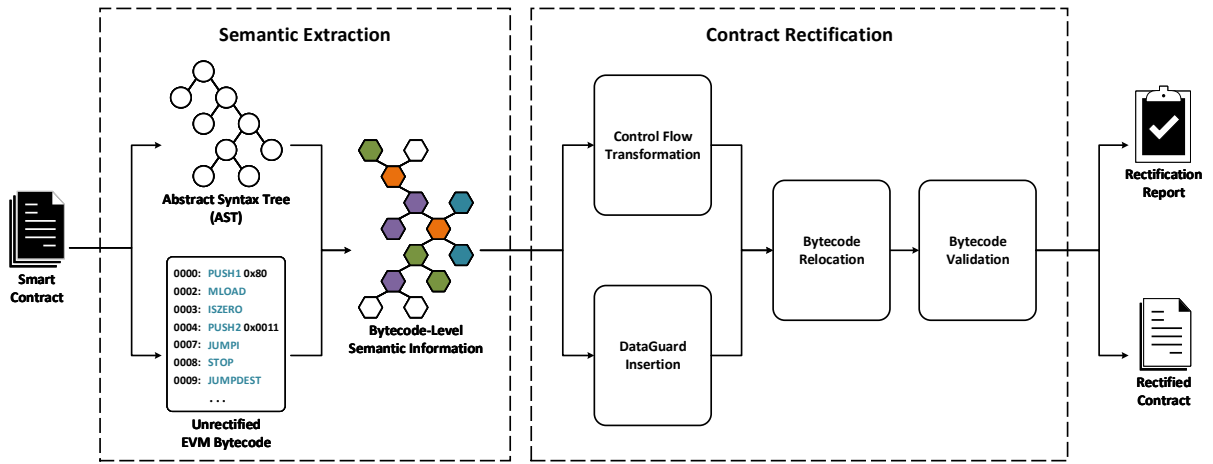 Semantic Extraction
Contract Rectification
Smart
Contract
Abstract Syntax Tree
(AST)
0000: PUSH1 0x80
0002: MLOAD
0003: ISZERO
0004: PUSH2 0x0011
0007: JUMPI
0008: STOP
0009: JUMPDEST
...
Unrectified
EVM Bytecode
Bytecode-Level
Semantic Information
Control Flow
Transformation
DataGuard
Insertion
Bytecode
Relocation
Bytecode
Validation
Rectification
Report
Rectified
Contract